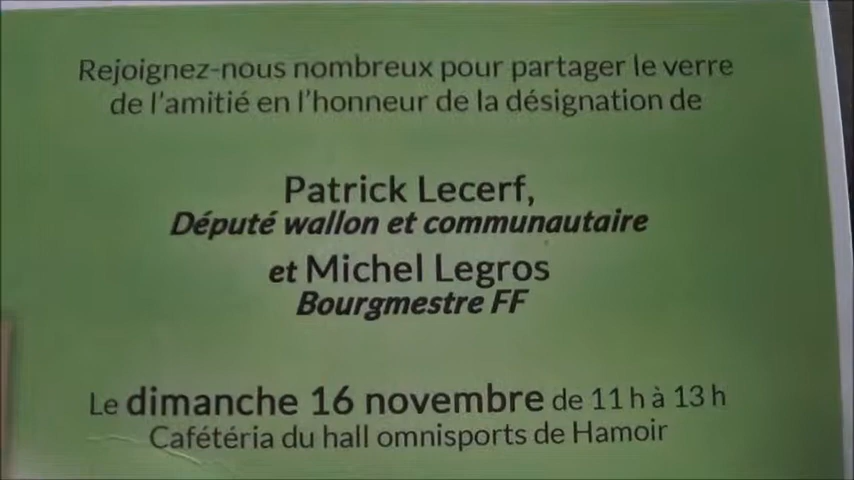 Rejoignez-nous nombreux pour partager le verre
de l'amitié en l'honneur de la désignation de
Patrick Lecerf,
Député wallon et communautaire
et Michel Legros
Bourgmestre FF
Le dimanche 16 novembre de 11 h à 13 h
Cafétéria du hall omnisports de Hamoir